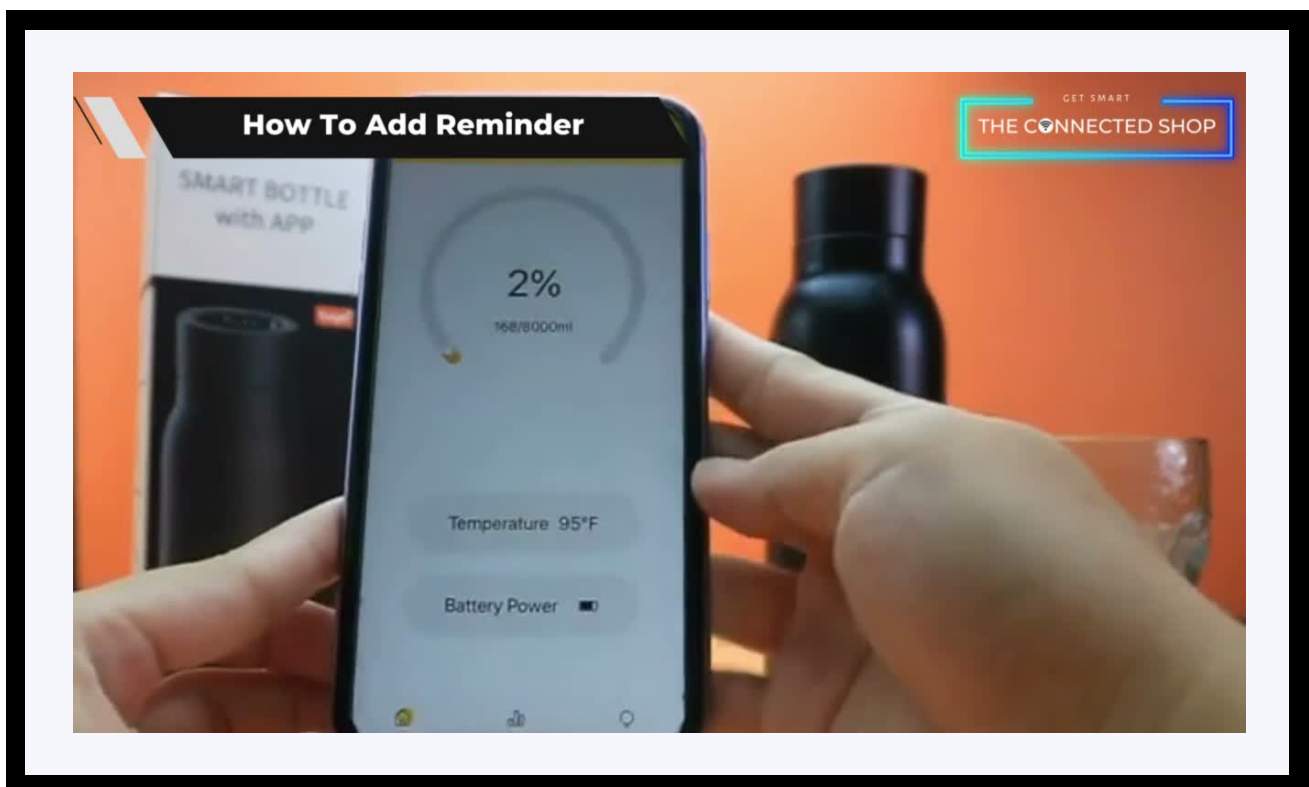 How To Add Reminder
GET SMART
THE CONNECTED SHOP
SMART BOTTLE
with APP
2%
168/8000ml
Temperature 95°F
Battery Power